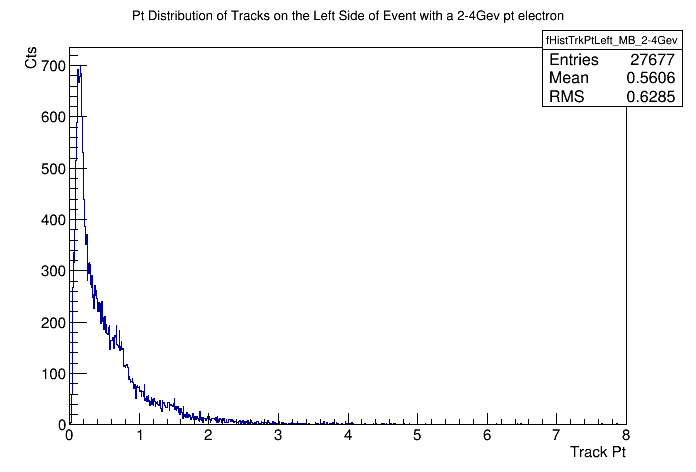 Pt Distribution of Tracks on the Left Side of Event with a 2-4Gev pt electron
fHistTrkPtLeft_MB_2-4Gev
Entries 27677
Mean 0.5606
RMS 0.6285
Cts
700
600
500
400
300
200
100
0
0 1 2 3 4 5 6 7 8
Track Pt